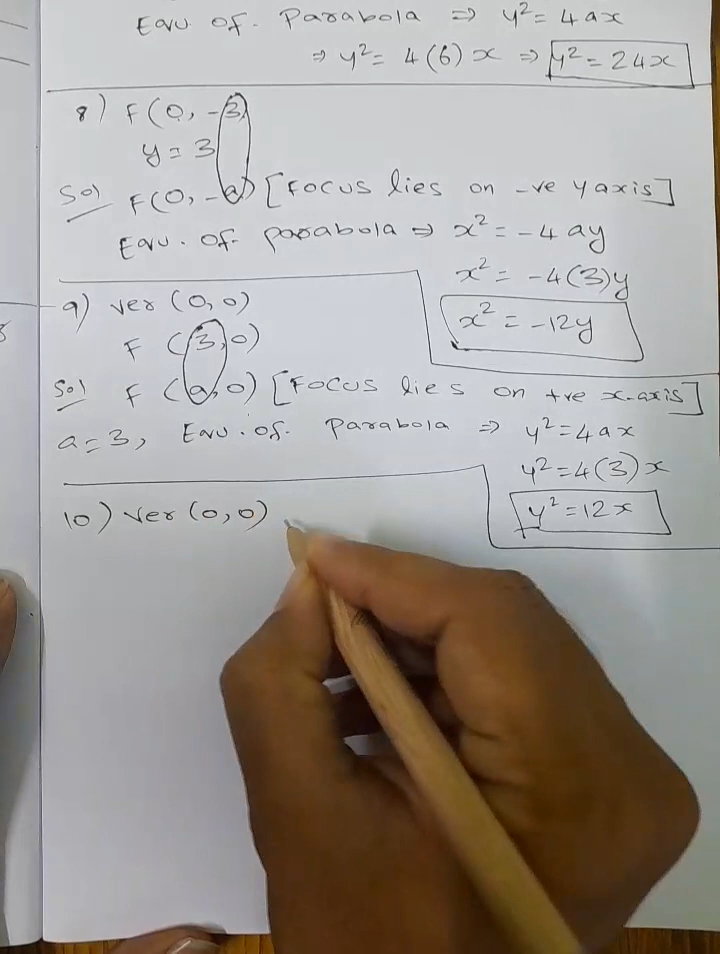 Equ. of. Parabola ⇒ y² = 4ax
⇒ y² = 4(6)x ⇒ y² = 24x
8) F(0, -3)
y = 3
Sol F(0, -a) [Focus lies on -ve y axis]
Equ. of. parabola ⇒ x² = -4ay
x² = -4(3)y
x² = -12y
9) ver (0,0)
F (3,0)
Sol F (a,0) [Focus lies on +ve x-axis]
a=3, Equ. of. Parabola ⇒ y²=4ax
y²=4(3)x
y²=12x
10) ver (0,0)